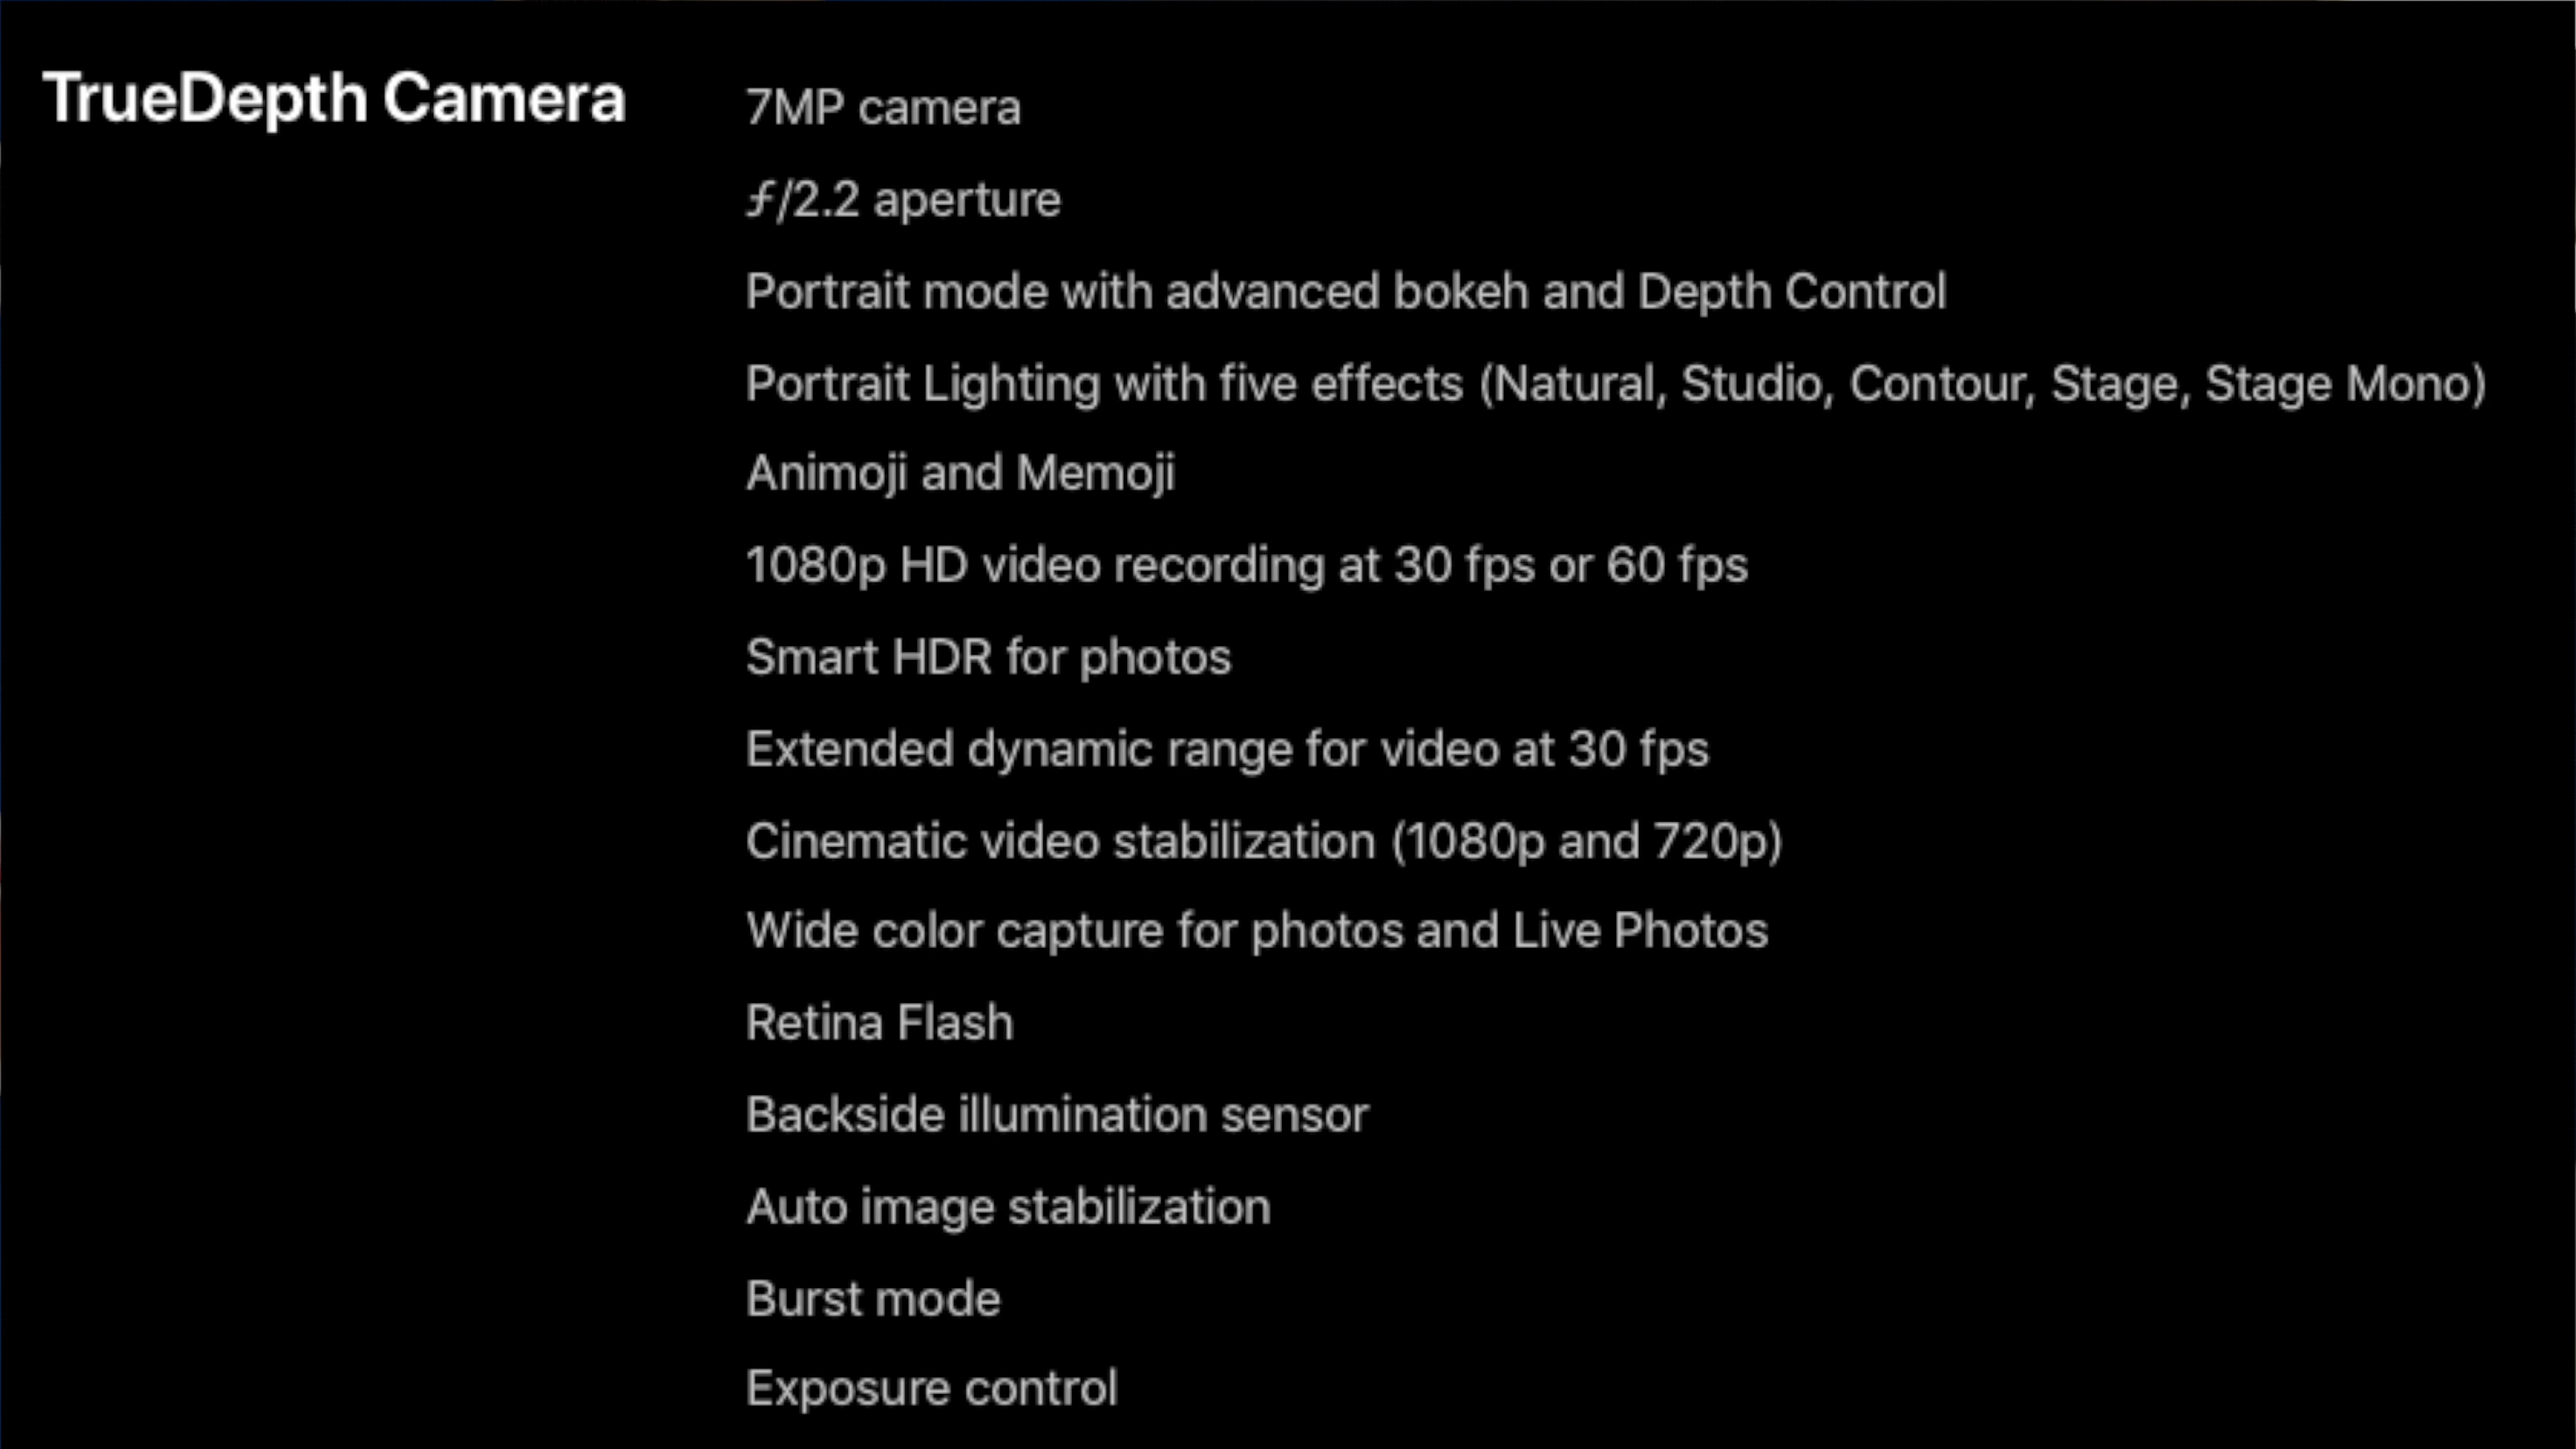 TrueDepth Camera
7MP camera
ƒ/2.2 aperture
Portrait mode with advanced bokeh and Depth Control
Portrait Lighting with five effects (Natural, Studio, Contour, Stage, Stage Mono)
Animoji and Memoji
1080p HD video recording at 30 fps or 60 fps
Smart HDR for photos
Extended dynamic range for video at 30 fps
Cinematic video stabilization (1080p and 720p)
Wide color capture for photos and Live Photos
Retina Flash
Backside illumination sensor
Auto image stabilization
Burst mode
Exposure control